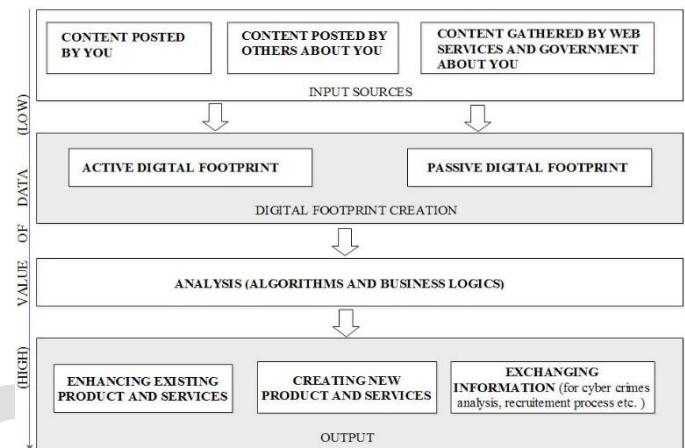 CONTENT POSTED
BY YOU
CONTENT POSTED BY
OTHERS ABOUT YOU
CONTENT GATHERED BY WEB
SERVICES AND GOVERNMENT
ABOUT YOU
INPUT SOURCES
ACTIVE DIGITAL FOOTPRINT
PASSIVE DIGITAL FOOTPRINT
DIGITAL FOOTPRINT CREATION
ANALYSIS (ALGORITHMS AND BUSINESS LOGICS)
ENHANCING EXISTING
PRODUCT AND SERVICES
CREATING NEW
PRODUCT AND SERVICES
EXCHANGING
INFORMATION (for cyber crimes
analysis, recruitement process etc. )
OUTPUT
(HIGH) VALUE OF DATA (LOW)